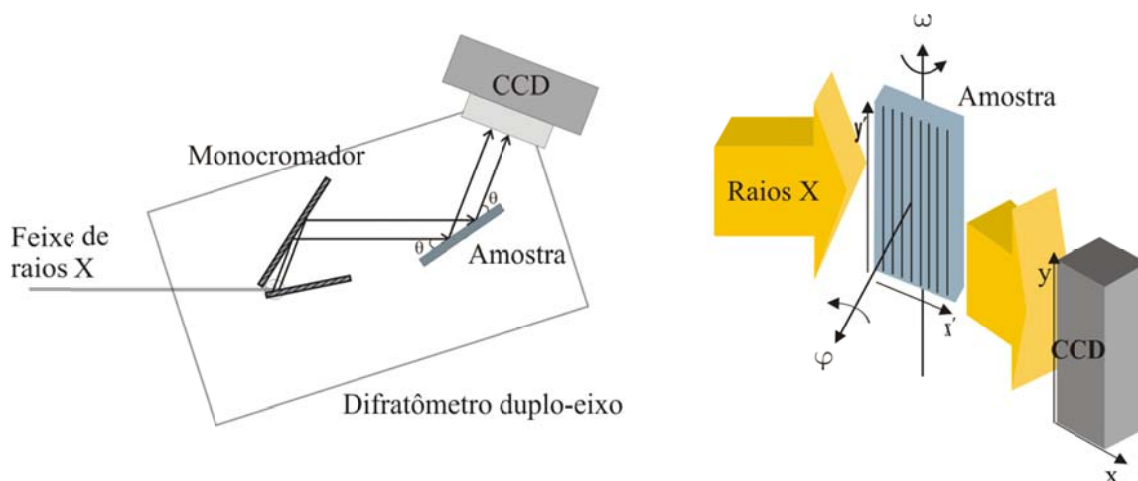 CCD
Monocromador
θ
Feixe de
raios X
θ
Amostra
Difratômetro duplo-eixo
ω
Amostra
y'
Raios X
x'
φ
y
CCD
x